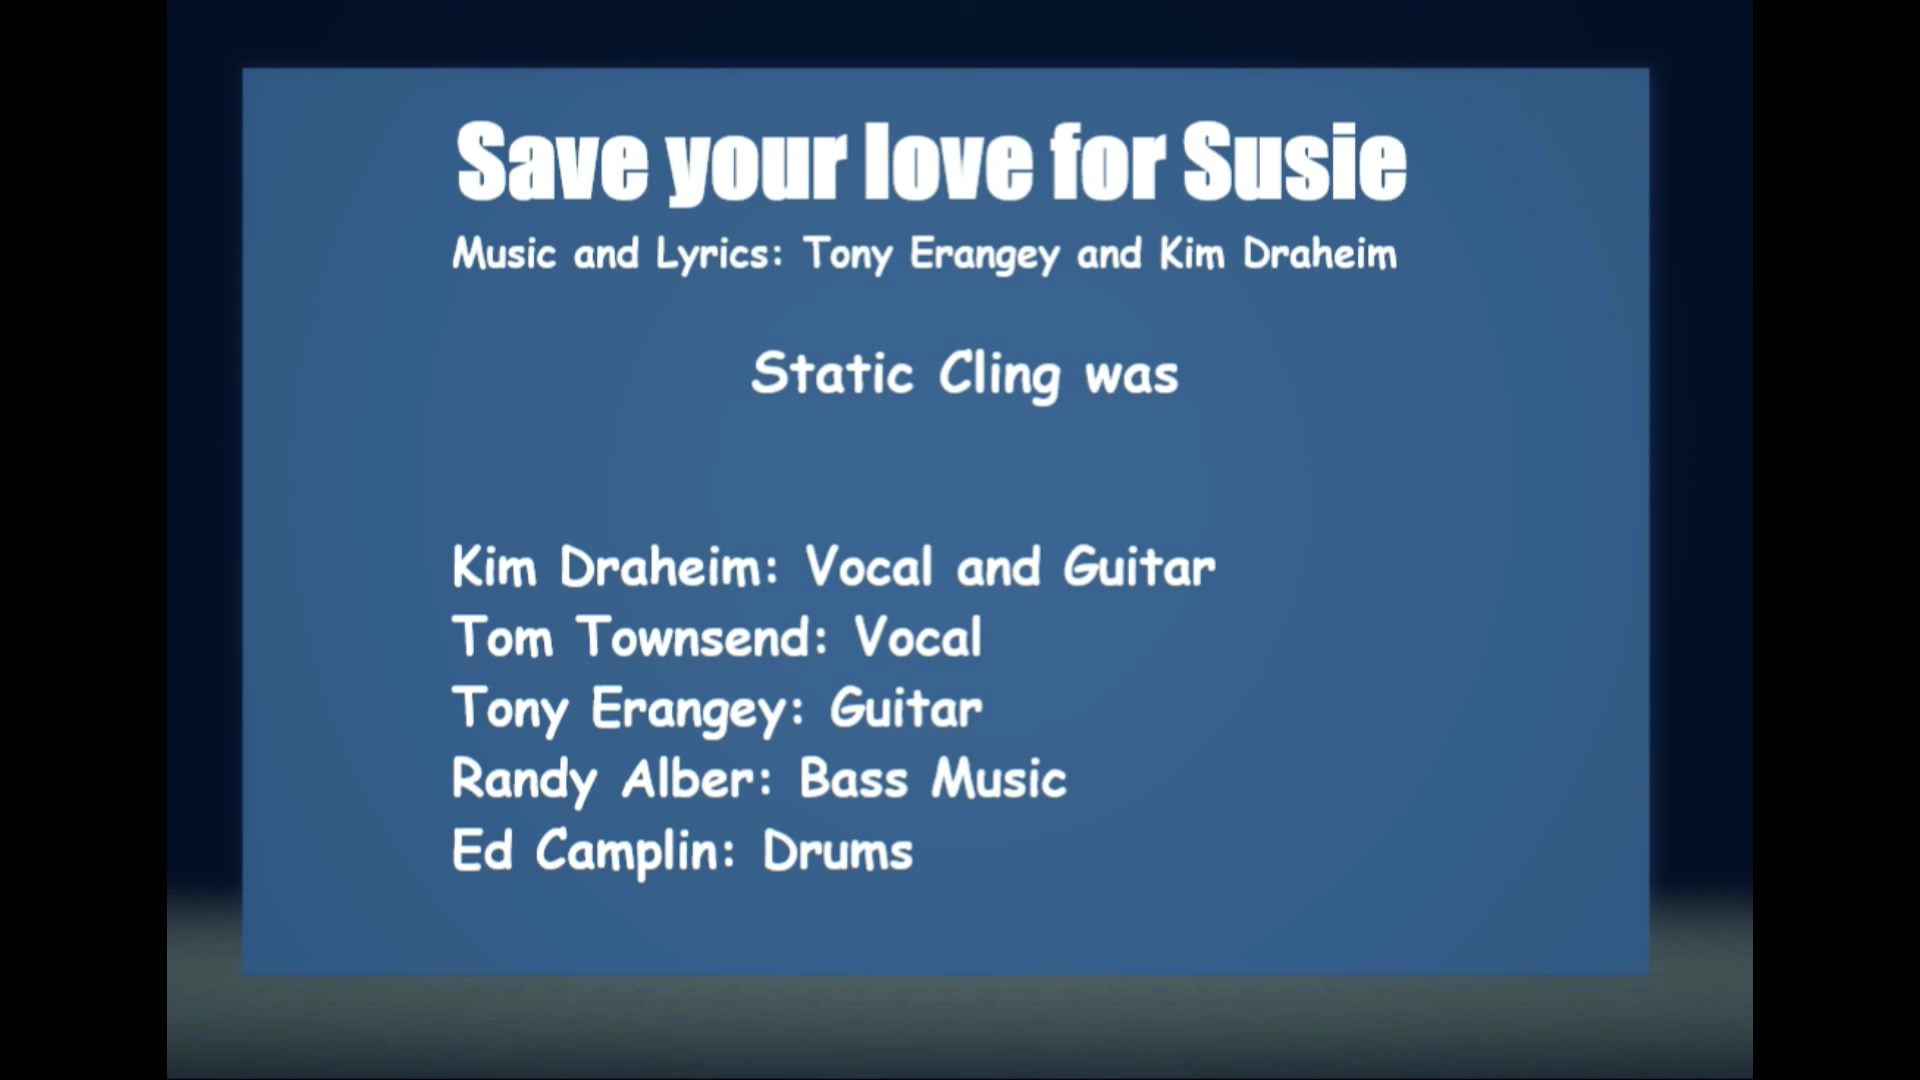 Save your love for Susie
Music and Lyrics: Tony Erangey and Kim Draheim
Static Cling was
Kim Draheim: Vocal and Guitar
Tom Townsend: Vocal
Tony Erangey: Guitar
Randy Alber: Bass Music
Ed Camplin: Drums